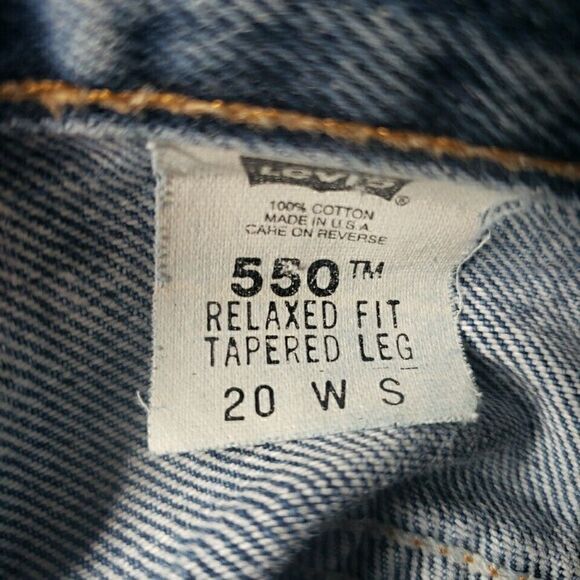 Levi's ®
100% COTTON
MADE IN U.S.A
CARE ON REVERSE
550™
RELAXED FIT
TAPERED LEG
20 W S